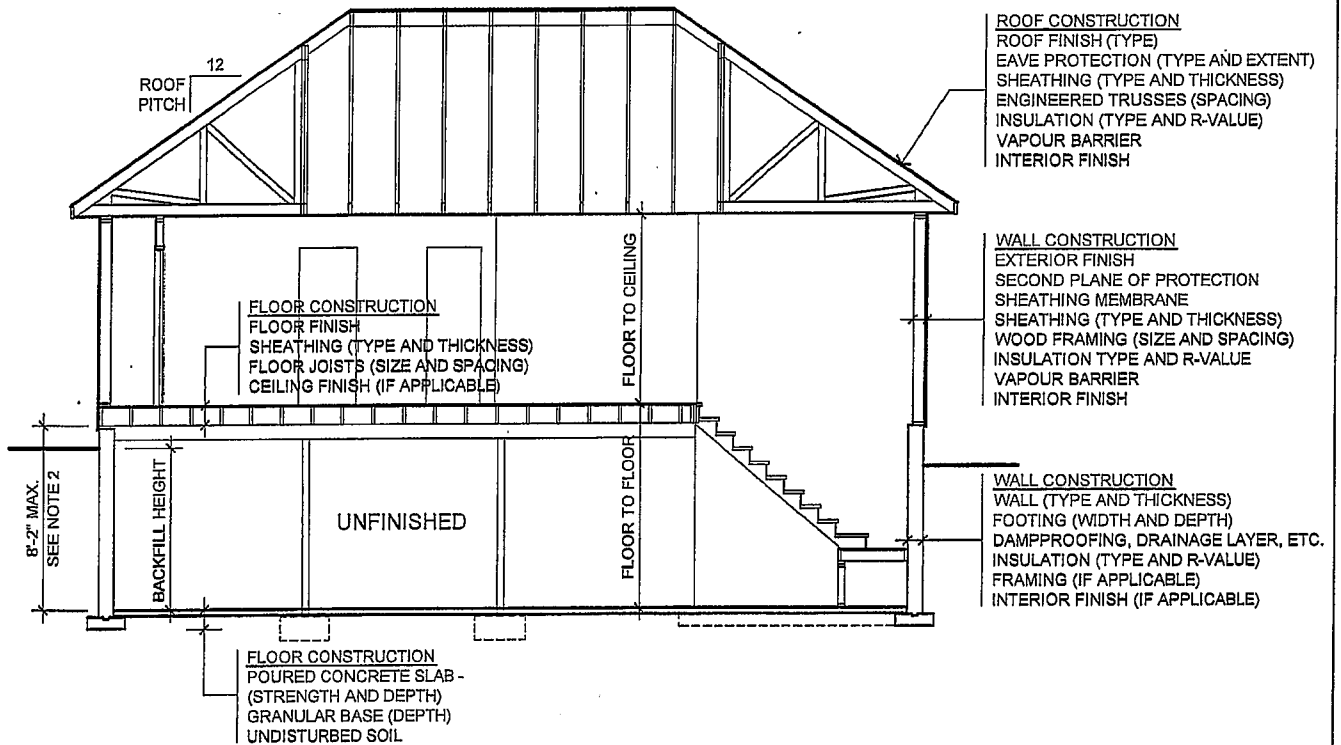 ROOF CONSTRUCTION
ROOF FINISH (TYPE)
EAVE PROTECTION (TYPE AND EXTENT)
SHEATHING (TYPE AND THICKNESS)
ENGINEERED TRUSSES (SPACING)
INSULATION (TYPE AND R-VALUE)
VAPOUR BARRIER
INTERIOR FINISH
12
ROOF
PITCH
WALL CONSTRUCTION
EXTERIOR FINISH
SECOND PLANE OF PROTECTION
SHEATHING MEMBRANE
SHEATHING (TYPE AND THICKNESS)
WOOD FRAMING (SIZE AND SPACING)
INSULATION TYPE AND R-VALUE
VAPOUR BARRIER
INTERIOR FINISH
FLOOR CONSTRUCTION
FLOOR FINISH
SHEATHING (TYPE AND THICKNESS)
FLOOR JOISTS (SIZE AND SPACING)
CEILING FINISH (IF APPLICABLE)
FLOOR TO CEILING
8'-2" MAX.
SEE NOTE 2
BACKFILL HEIGHT
UNFINISHED
FLOOR TO FLOOR
WALL CONSTRUCTION
WALL (TYPE AND THICKNESS)
FOOTING (WIDTH AND DEPTH)
DAMPPROOFING, DRAINAGE LAYER, ETC.
INSULATION (TYPE AND R-VALUE)
FRAMING (IF APPLICABLE)
INTERIOR FINISH (IF APPLICABLE)
FLOOR CONSTRUCTION
POURED CONCRETE SLAB -
(STRENGTH AND DEPTH)
GRANULAR BASE (DEPTH)
UNDISTURBED SOIL